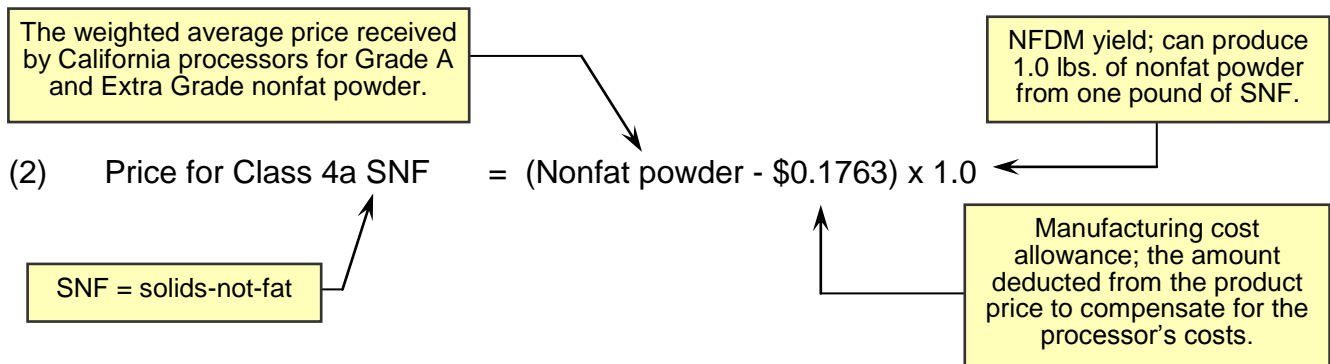 The weighted average price received
by California processors for Grade A
and Extra Grade nonfat powder.
NFDM yield; can produce
1.0 lbs. of nonfat powder
from one pound of SNF.
(2) Price for Class 4a SNF = (Nonfat powder - $0.1763) x 1.0
SNF = solids-not-fat
Manufacturing cost
allowance; the amount
deducted from the product
price to compensate for the
processor's costs.